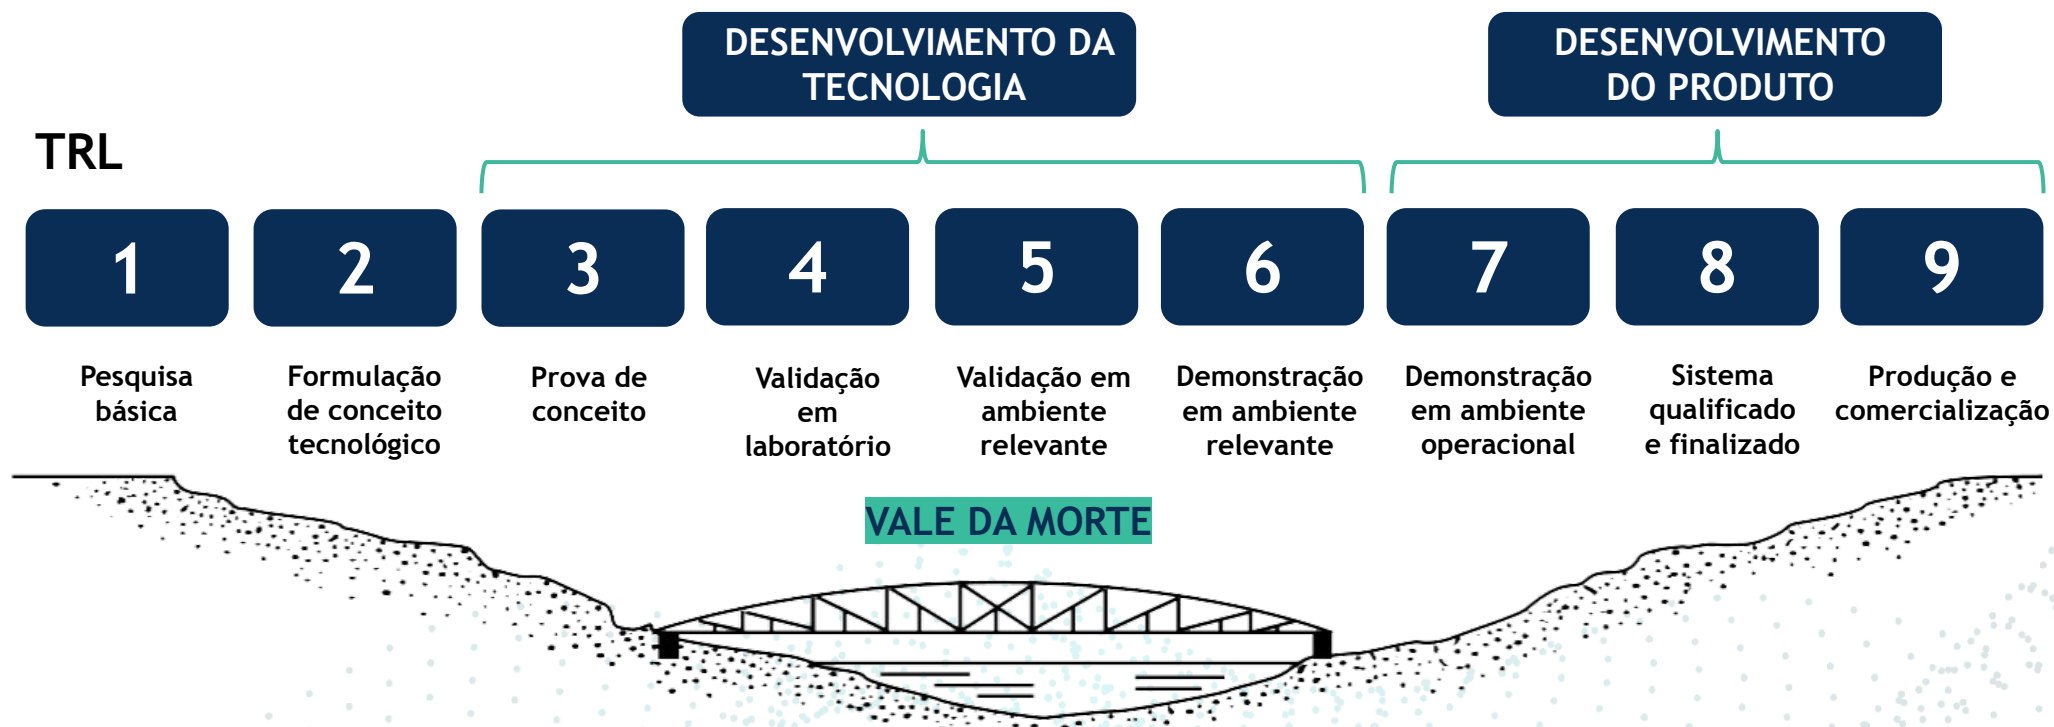 DESENVOLVIMENTO DA
TECNOLOGIA
DESENVOLVIMENTO
DO PRODUTO
TRL
1
2
3
4
5
6
7
8
9
Pesquisa
básica
Formulação
de conceito
tecnológico
Prova de
conceito
Validação
em
laboratório
Validação em
ambiente
relevante
Demonstração
em ambiente
relevante
Demonstração
em ambiente
operacional
Sistema
qualificado
e finalizado
Produção e
comercialização
VALE DA MORTE